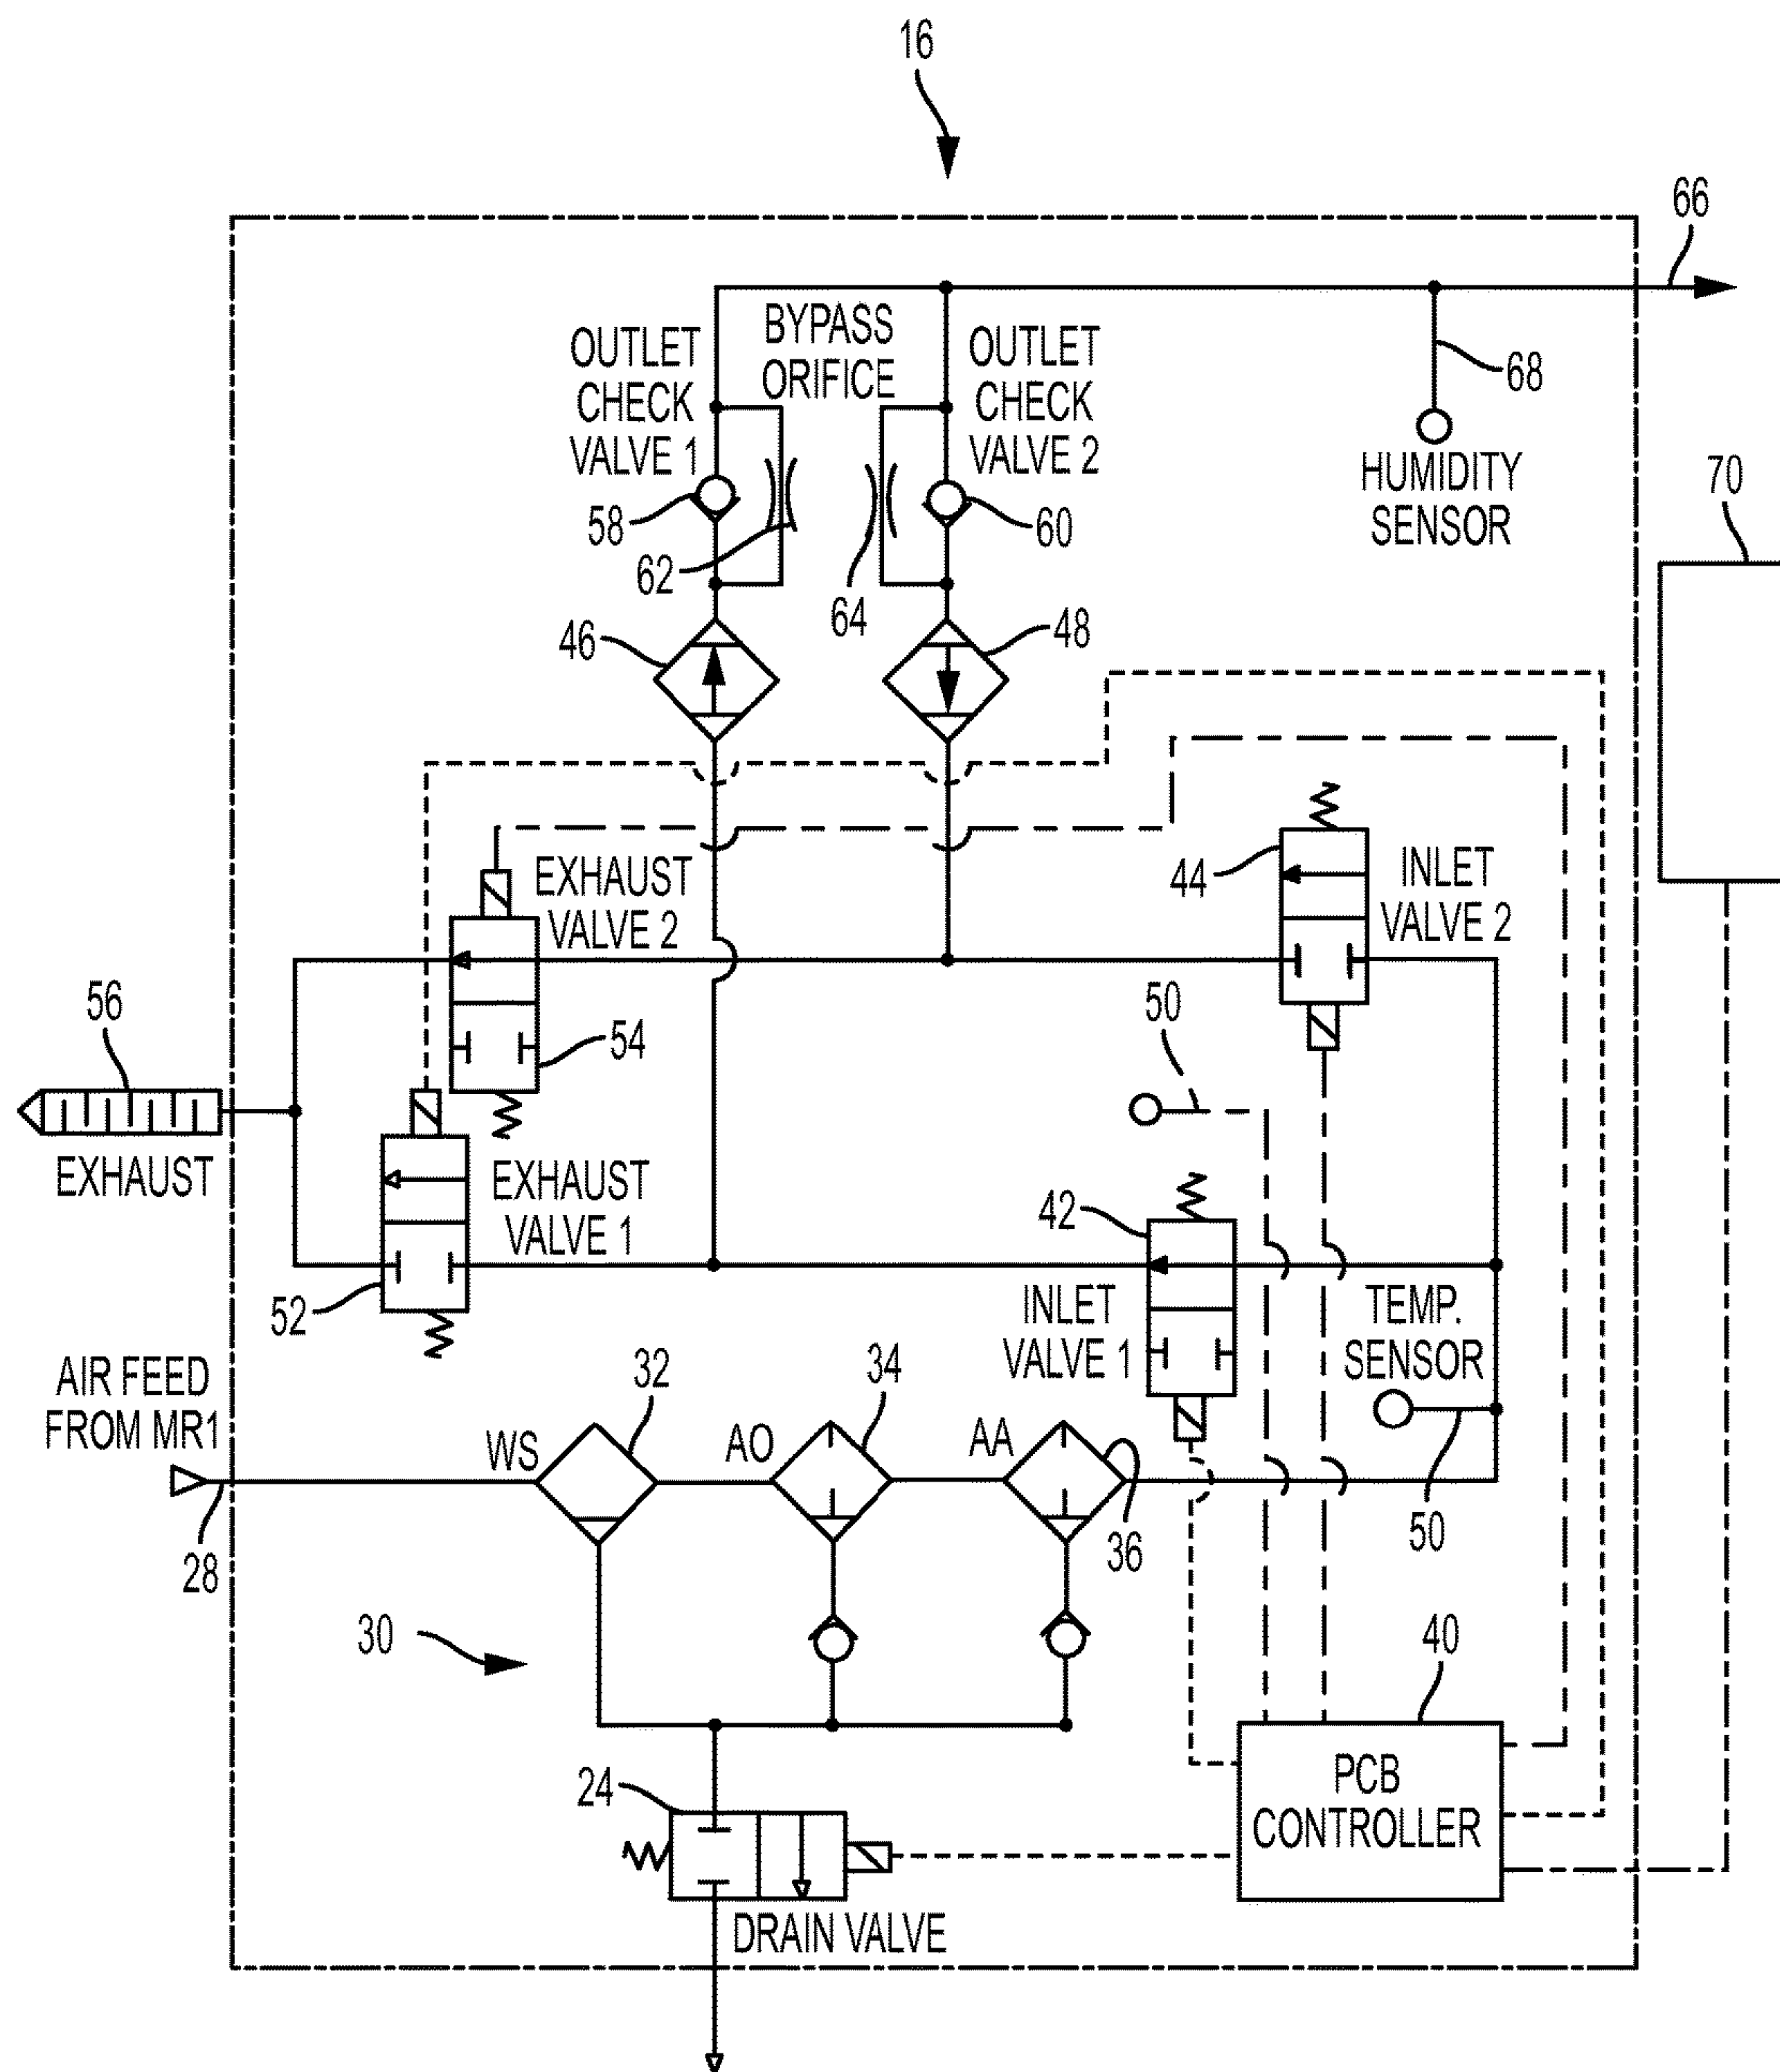 16
66
OUTLET
CHECK
VALVE 1
BYPASS
ORIFICE
OUTLET
CHECK
VALVE 2
68
HUMIDITY
SENSOR
70
58
62
64
60
46
48
44
INLET
VALVE 2
EXHAUST
VALVE 2
54
50
56
EXHAUST
EXHAUST
VALVE 1
52
42
INLET
VALVE 1
TEMP.
SENSOR
50
AIR FEED
FROM MR1
28
WS
32
AO
34
AA
36
30
40
PCB
CONTROLLER
24
DRAIN VALVE